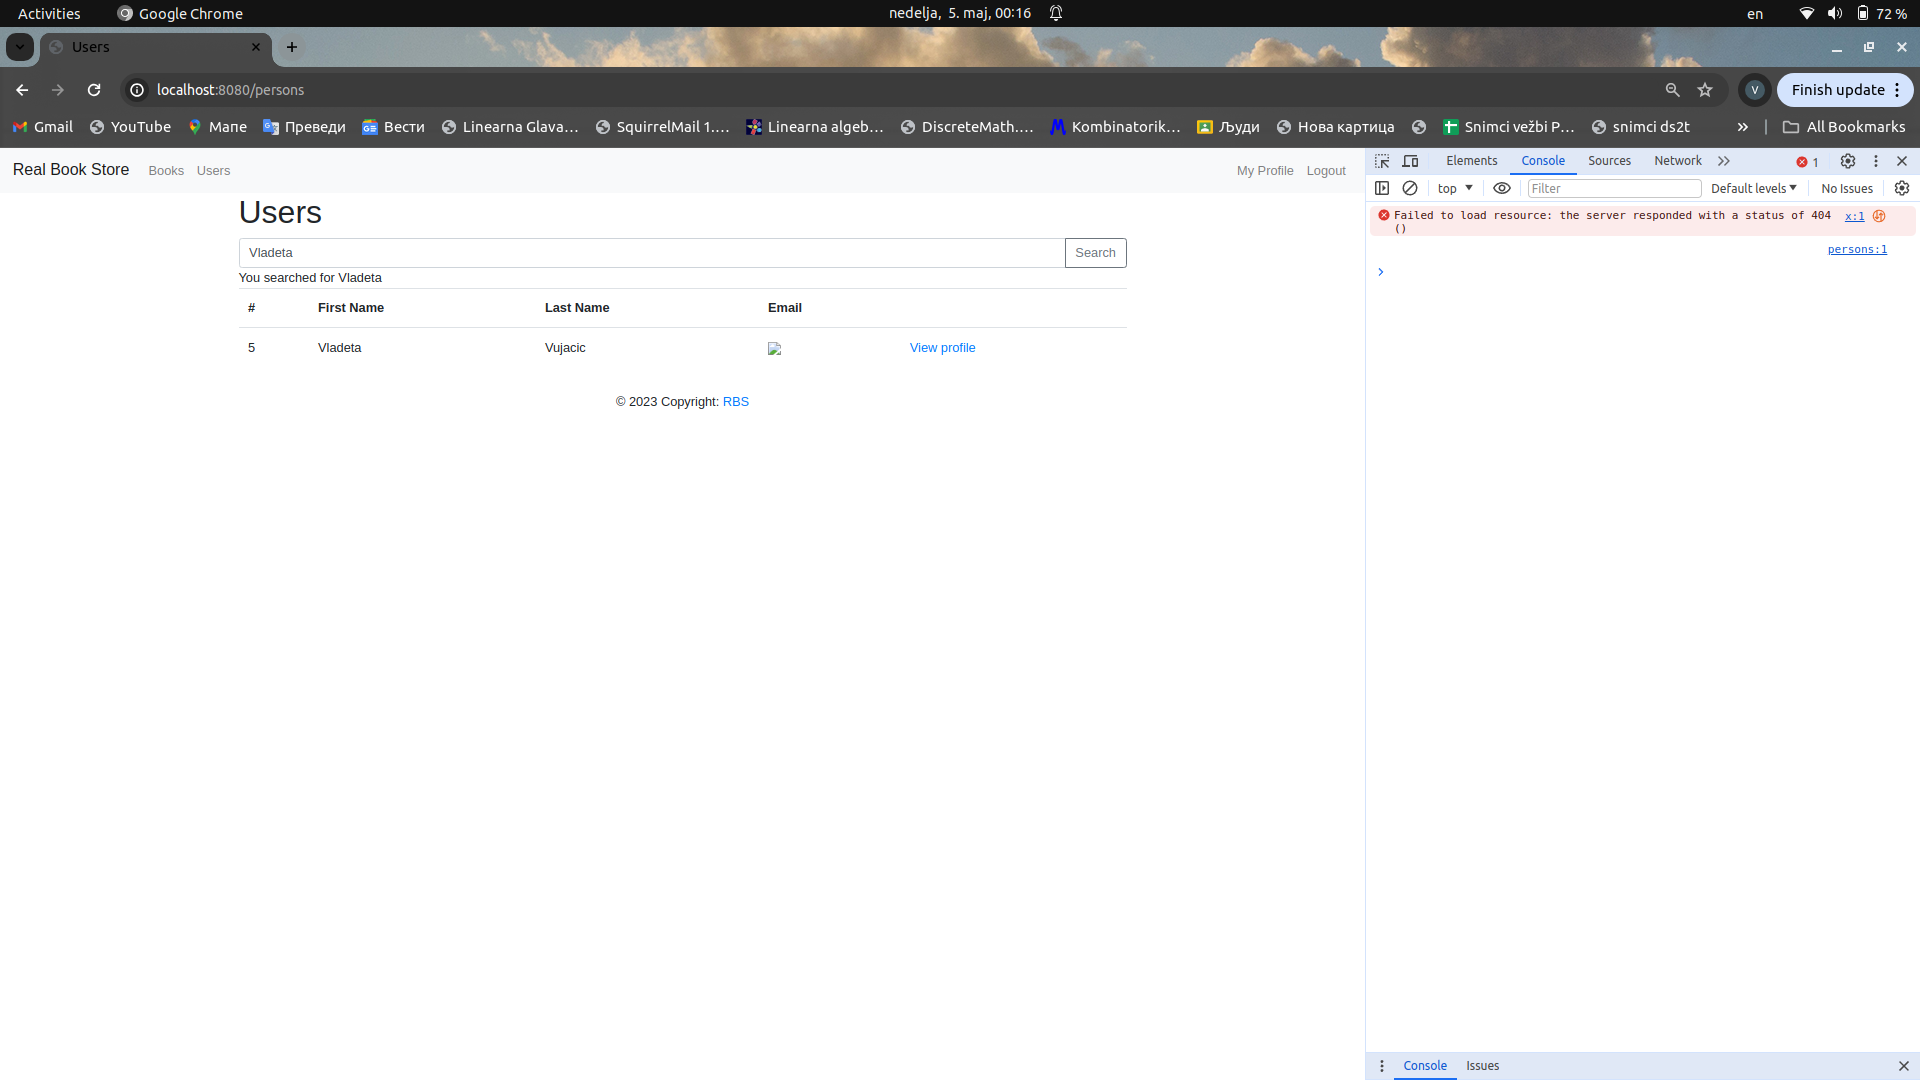 Activities Google Chrome nedelja, 5. maj, 00:16 en 72 %
Users
localhost:8080/persons V Finish update
Gmail YouTube Мапе Преведи Вести Linearna Glava… SquirrelMail 1.… Linearna algeb… DiscreteMath.… Kombinatorik… Људи Нова картица Snimci vežbi P… snimci ds2t All Bookmarks
Real Book Store Books Users My Profile Logout
Users
Vladeta Search
You searched for Vladeta
# First Name Last Name Email
5 Vladeta Vujacic View profile
© 2023 Copyright: RBS
Elements Console Sources Network 1
top Filter Default levels No Issues
Failed to load resource: the server responded with a status of 404 x:1
()
persons:1
Console Issues